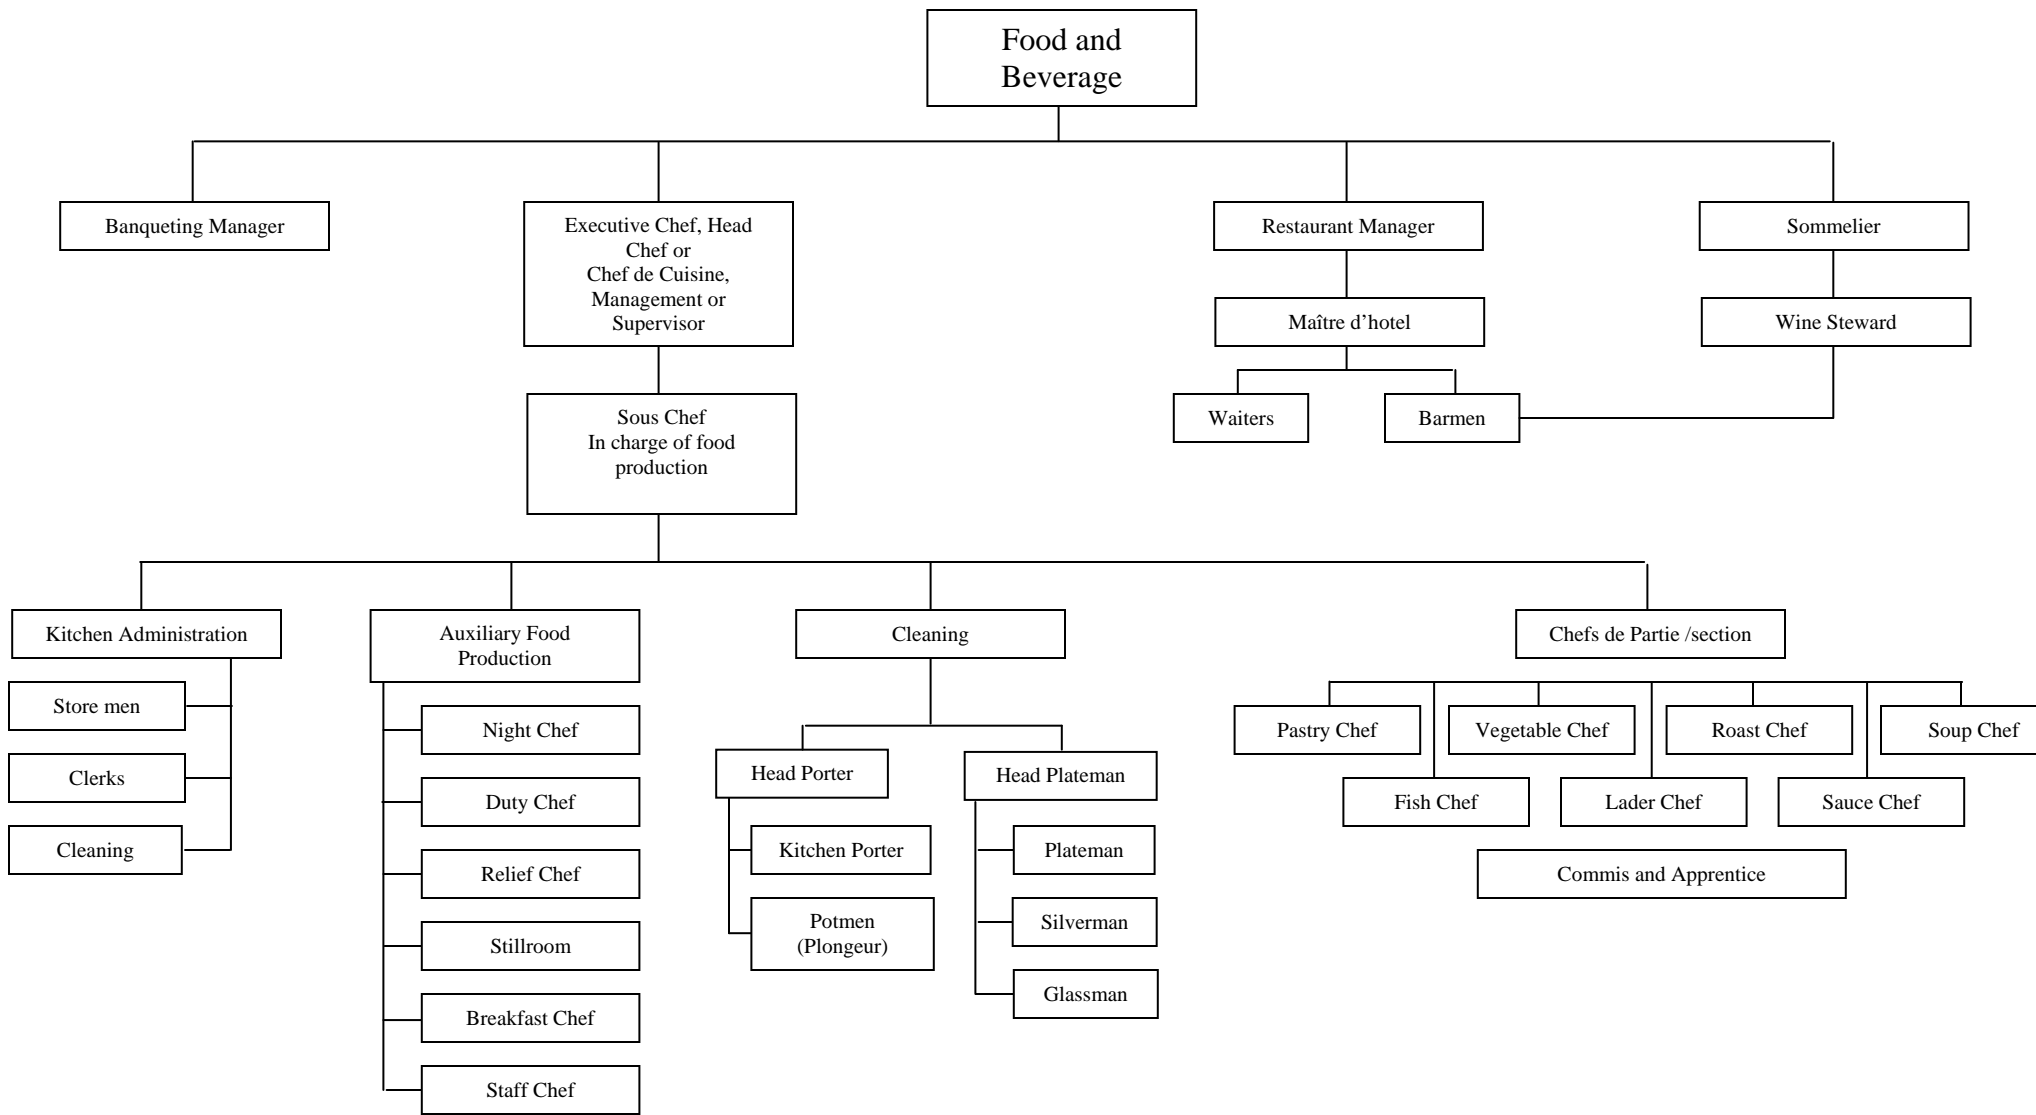 Food and
Beverage
Banqueting Manager
Executive Chef, Head
Chef or
Chef de Cuisine,
Management or
Supervisor
Restaurant Manager
Sommelier
Maître d’hotel
Wine Steward
Sous Chef
In charge of food
production
Waiters
Barmen
Kitchen Administration
Auxiliary Food
Production
Cleaning
Chefs de Partie /section
Store men
Clerks
Cleaning
Night Chef
Duty Chef
Relief Chef
Stillroom
Breakfast Chef
Staff Chef
Head Porter
Kitchen Porter
Potmen
(Plongeur)
Head Plateman
Plateman
Silverman
Glassman
Pastry Chef
Vegetable Chef
Roast Chef
Soup Chef
Fish Chef
Lader Chef
Sauce Chef
Commis and Apprentice